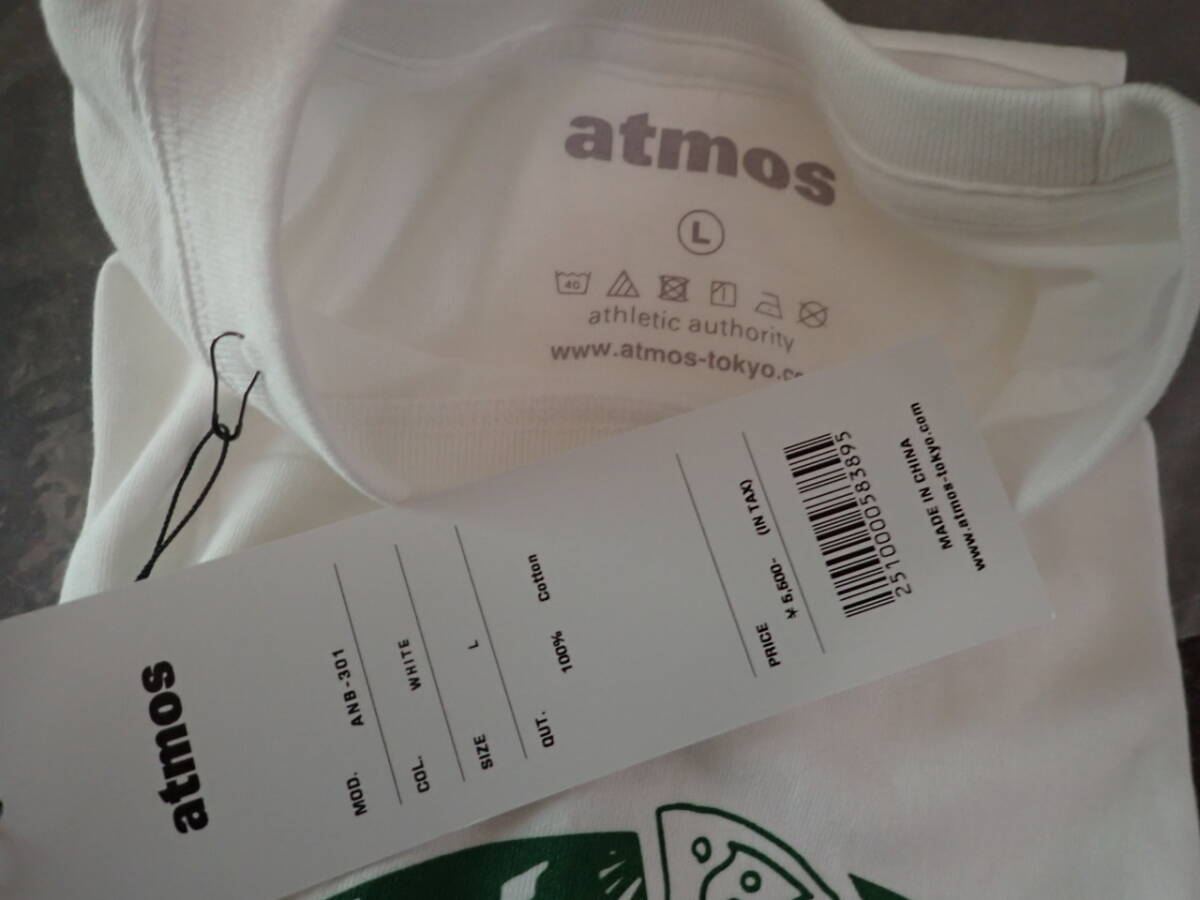 atmos
L
40
athletic authority
www.atmos-tokyo.co
atmos
MOD. ANB-301
COL. WHITE
SIZE L
OUT. 100% Cotton
PRICE
¥ 5,500- (IN TAX)
2510000583895
MADE IN CHINA
www.atmos-tokyo.com